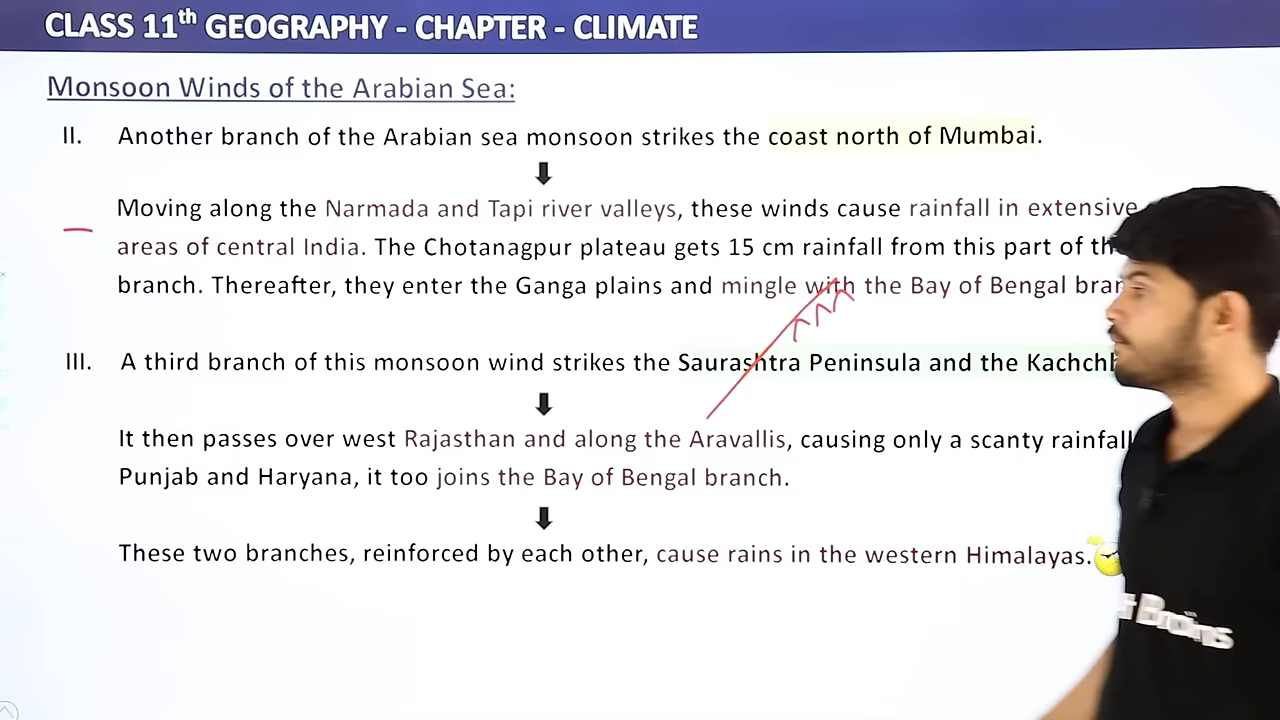 CLASS 11th GEOGRAPHY - CHAPTER - CLIMATE
Monsoon Winds of the Arabian Sea:
II. Another branch of the Arabian sea monsoon strikes the coast north of Mumbai.
Moving along the Narmada and Tapi river valleys, these winds cause rainfall in extensive
areas of central India. The Chotanagpur plateau gets 15 cm rainfall from this part of
branch. Thereafter, they enter the Ganga plains and mingle with the Bay of Bengal
III. A third branch of this monsoon wind strikes the Saurashtra Peninsula and the
It then passes over west Rajasthan and along the Aravallis, causing only a scanty rainfall
Punjab and Haryana, it too joins the Bay of Bengal branch.
These two branches, reinforced by each other, cause rains in the western Himalayas.
Brains